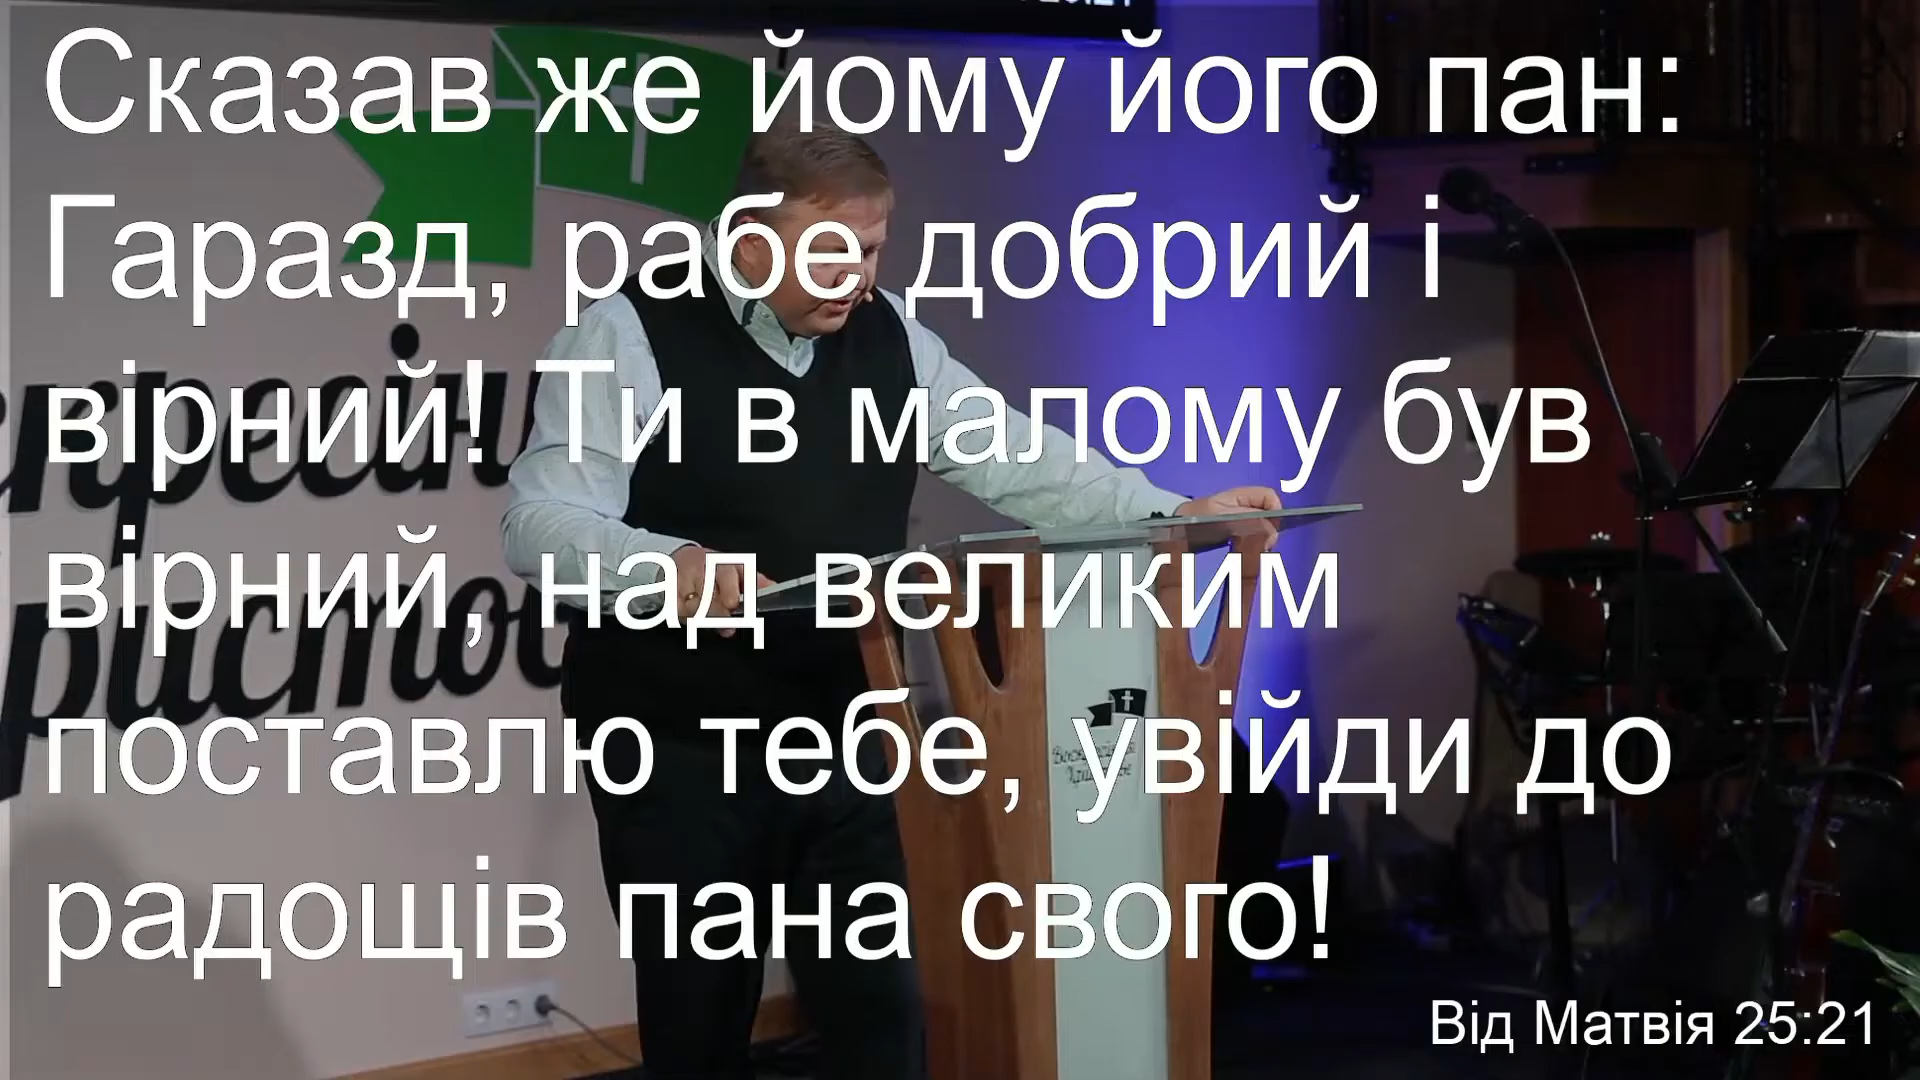 Сказав же йому його пан:
Гаразд, рабе добрий і
вірний! Ти в малому був
вірний, над великим
поставлю тебе, увійди до
радощів пана свого!
Від Матвія 25:21